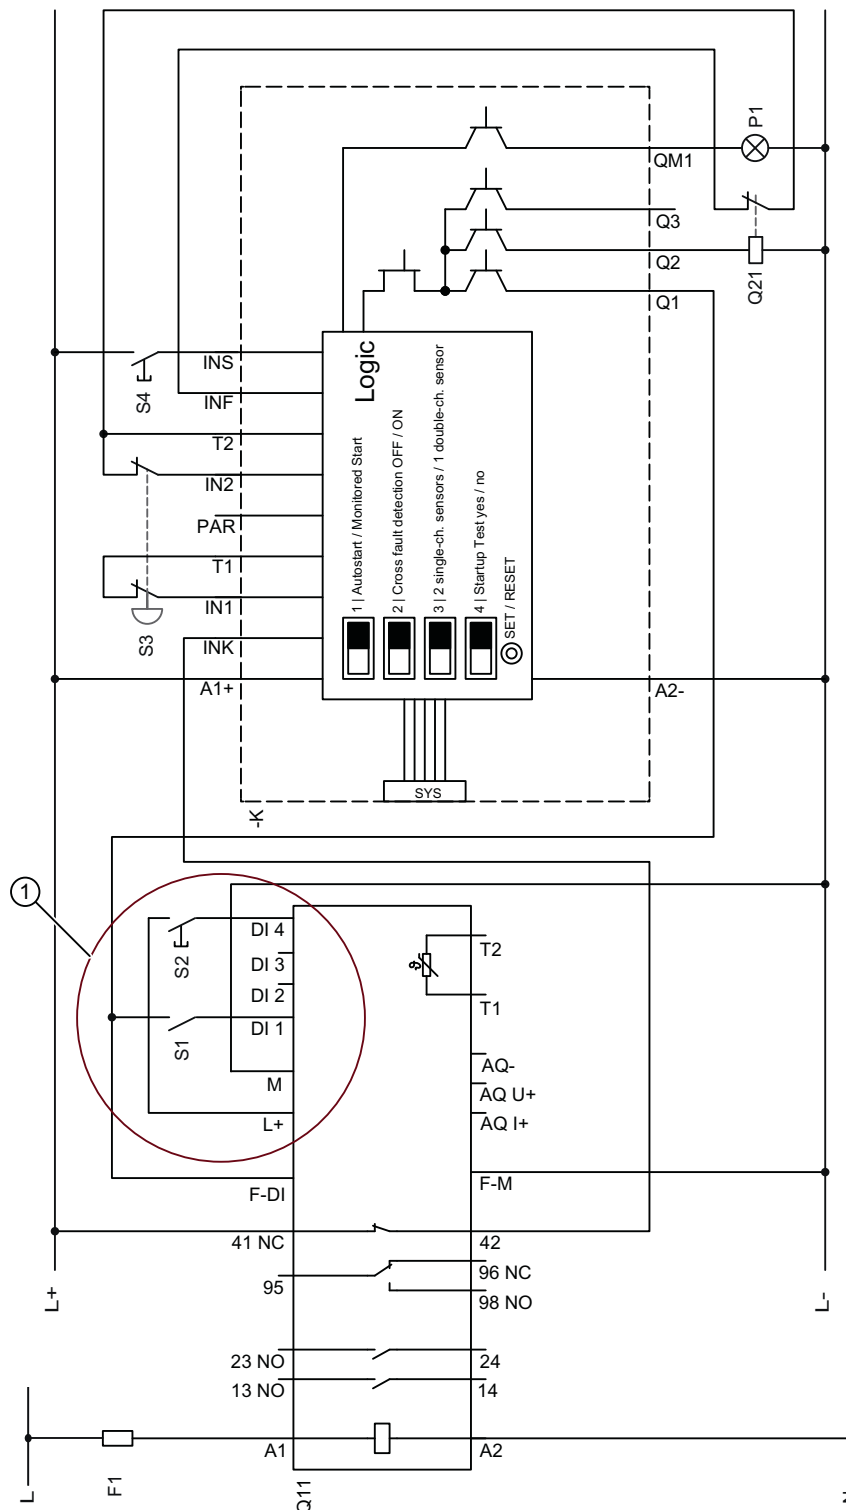 P1
QM1
Q3
Q2
Q21
Q1
INS
S4
INF
T2
IN2
PAR
T1
IN1
S3
INK
A1+
A2-
Logic
1 | Autostart / Monitored Start
2 | Cross fault detection OFF / ON
3 | 2 single-ch. sensors / 1 double-ch. sensor
4 | Startup Test yes / no
SET / RESET
SYS
-K
1
DI 4
S2
DI 3
DI 2
DI 1
S1
M
L+
F-DI
T2
ϑ
T1
AQ-
AQ U+
AQ I+
F-M
41 NC
42
95
96 NC
98 NO
L+
L-
23 NO
24
13 NO
14
A1
A2
L
F1
Q11